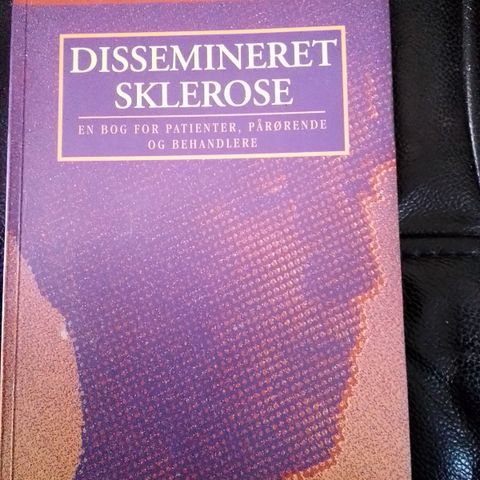 DISSEMINERET
SKLEROSE
EN BOG FOR PATIENTER, PÅRØRENDE
OG BEHANDLERE